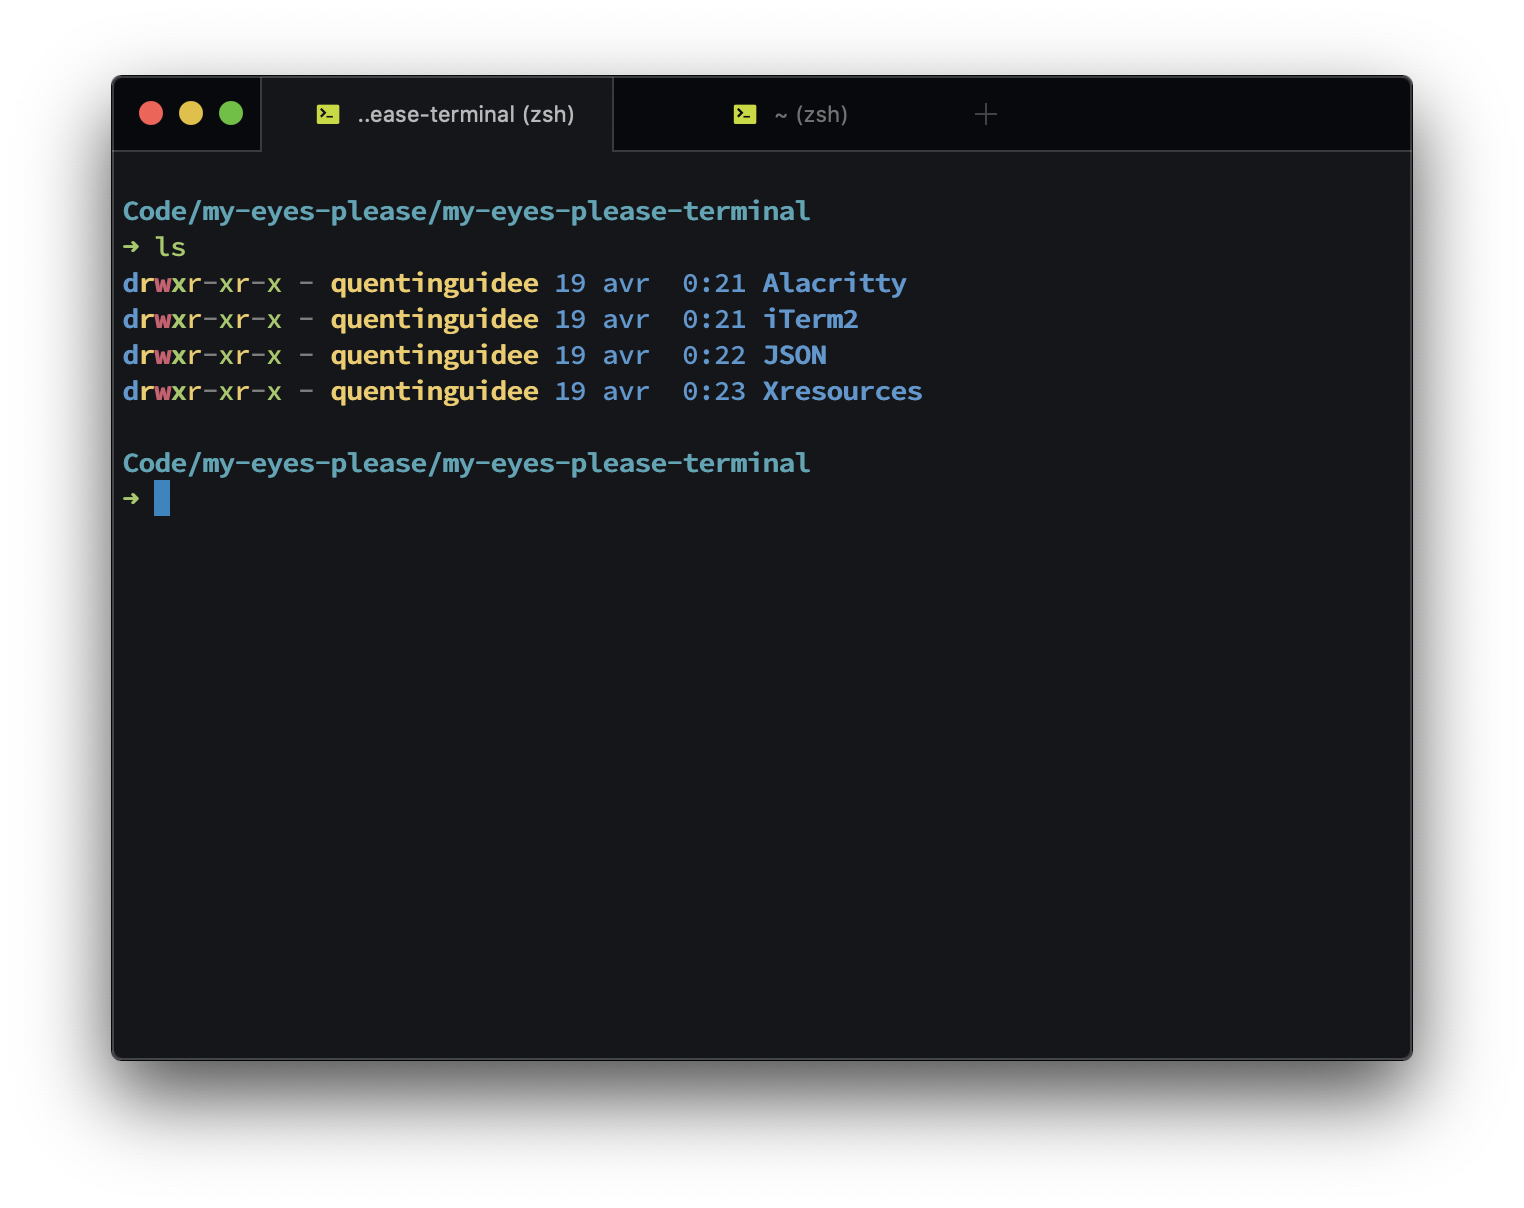 ..ease-terminal (zsh) ~ (zsh) +
Code/my-eyes-please/my-eyes-please-terminal
➜ ls
drwxr-xr-x - quentinguidee 19 avr  0:21 Alacritty
drwxr-xr-x - quentinguidee 19 avr  0:21 iTerm2
drwxr-xr-x - quentinguidee 19 avr  0:22 JSON
drwxr-xr-x - quentinguidee 19 avr  0:23 Xresources
Code/my-eyes-please/my-eyes-please-terminal
➜